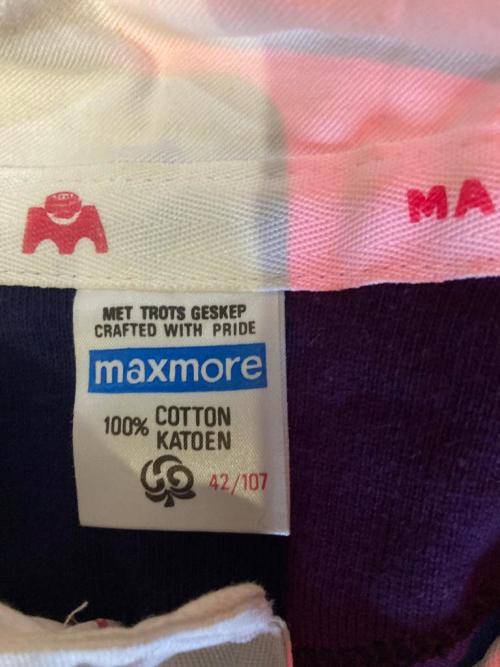 MA
MET TROTS GESKEP
CRAFTED WITH PRIDE
maxmore
100% COTTON
KATOEN
42/107